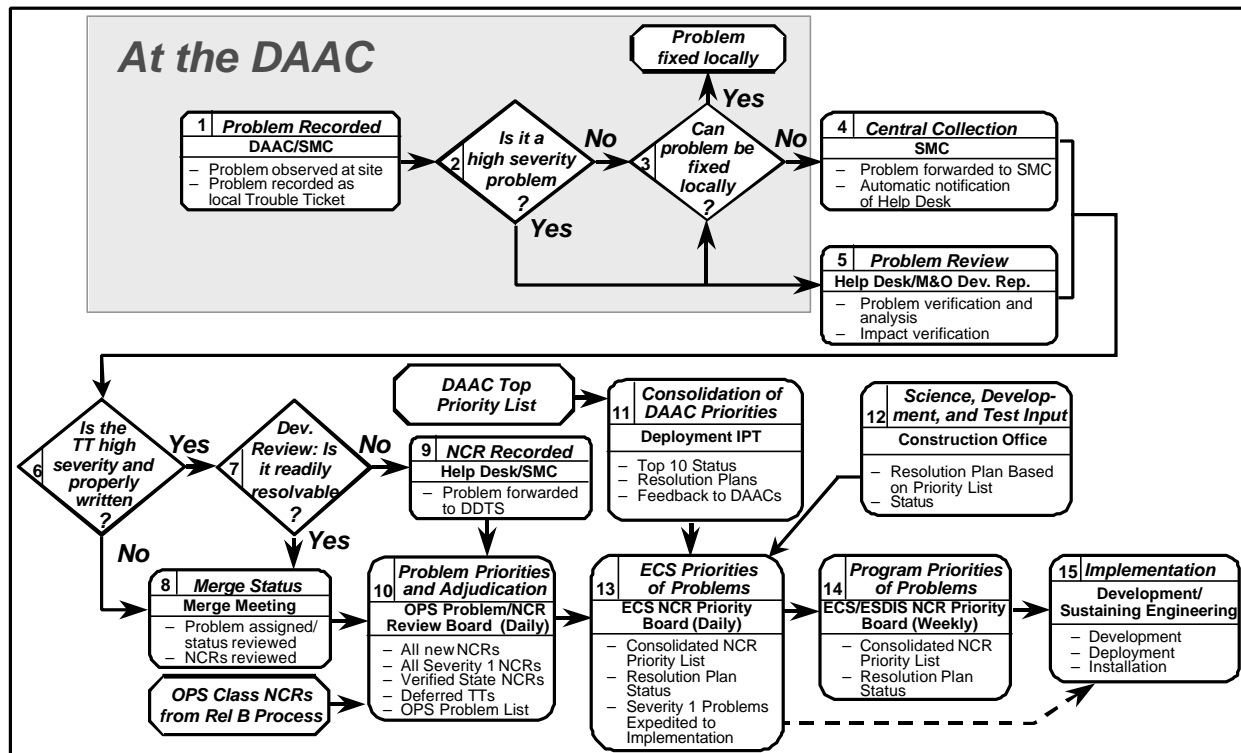 At the DAAC
Problem
fixed locally
Yes
1 Problem Recorded
DAAC/SMC
– Problem observed at site
– Problem recorded as
local Trouble Ticket
2
Is it a
high severity
problem
?
No
Yes
3
Can
problem be
fixed
locally
?
No
4 Central Collection
SMC
– Problem forwarded to SMC
– Automatic notification
of Help Desk
5 Problem Review
Help Desk/M&O Dev. Rep.
– Problem verification and
analysis
– Impact verification
6
Is the
TT high
severity and
properly
written
?
Yes
No
7
Dev.
Review: Is
it readily
resolvable
?
No
Yes
8 Merge Status
Merge Meeting
– Problem assigned/
status reviewed
– NCRs reviewed
OPS Class NCRs
from Rel B Process
9 NCR Recorded
Help Desk/SMC
– Problem forwarded
to DDTS
DAAC Top
Priority List
10
Problem Priorities
and Adjudication
OPS Problem/NCR
Review Board (Daily)
– All new NCRs
– All Severity 1 NCRs
– Verified State NCRs
– Deferred TTs
– OPS Problem List
11
Consolidation of
DAAC Priorities
Deployment IPT
– Top 10 Status
– Resolution Plans
– Feedback to DAACs
12
Science, Develop-
ment, and Test Input
Construction Office
– Resolution Plan Based
on Priority List
– Status
13
ECS Priorities
of Problems
ECS NCR Priority
Board (Daily)
– Consolidated NCR
Priority List
– Resolution Plan
Status
– Severity 1 Problems
Expedited to
Implementation
14
Program Priorities
of Problems
ECS/ESDIS NCR Priority
Board (Weekly)
– Consolidated NCR
Priority List
– Resolution Plan
Status
15 Implementation
Development/
Sustaining Engineering
– Development
– Deployment
– Installation